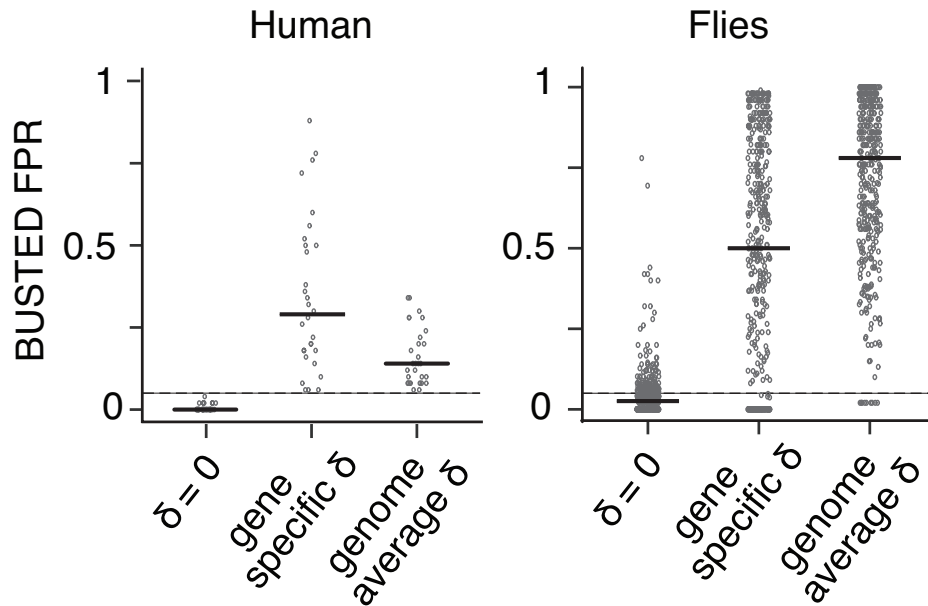 Human
Flies
BUSTED FPR
1
0.5
0
δ = 0
gene
specific δ
genome
average δ
1
0.5
0
δ = 0
gene
specific δ
genome
average δ